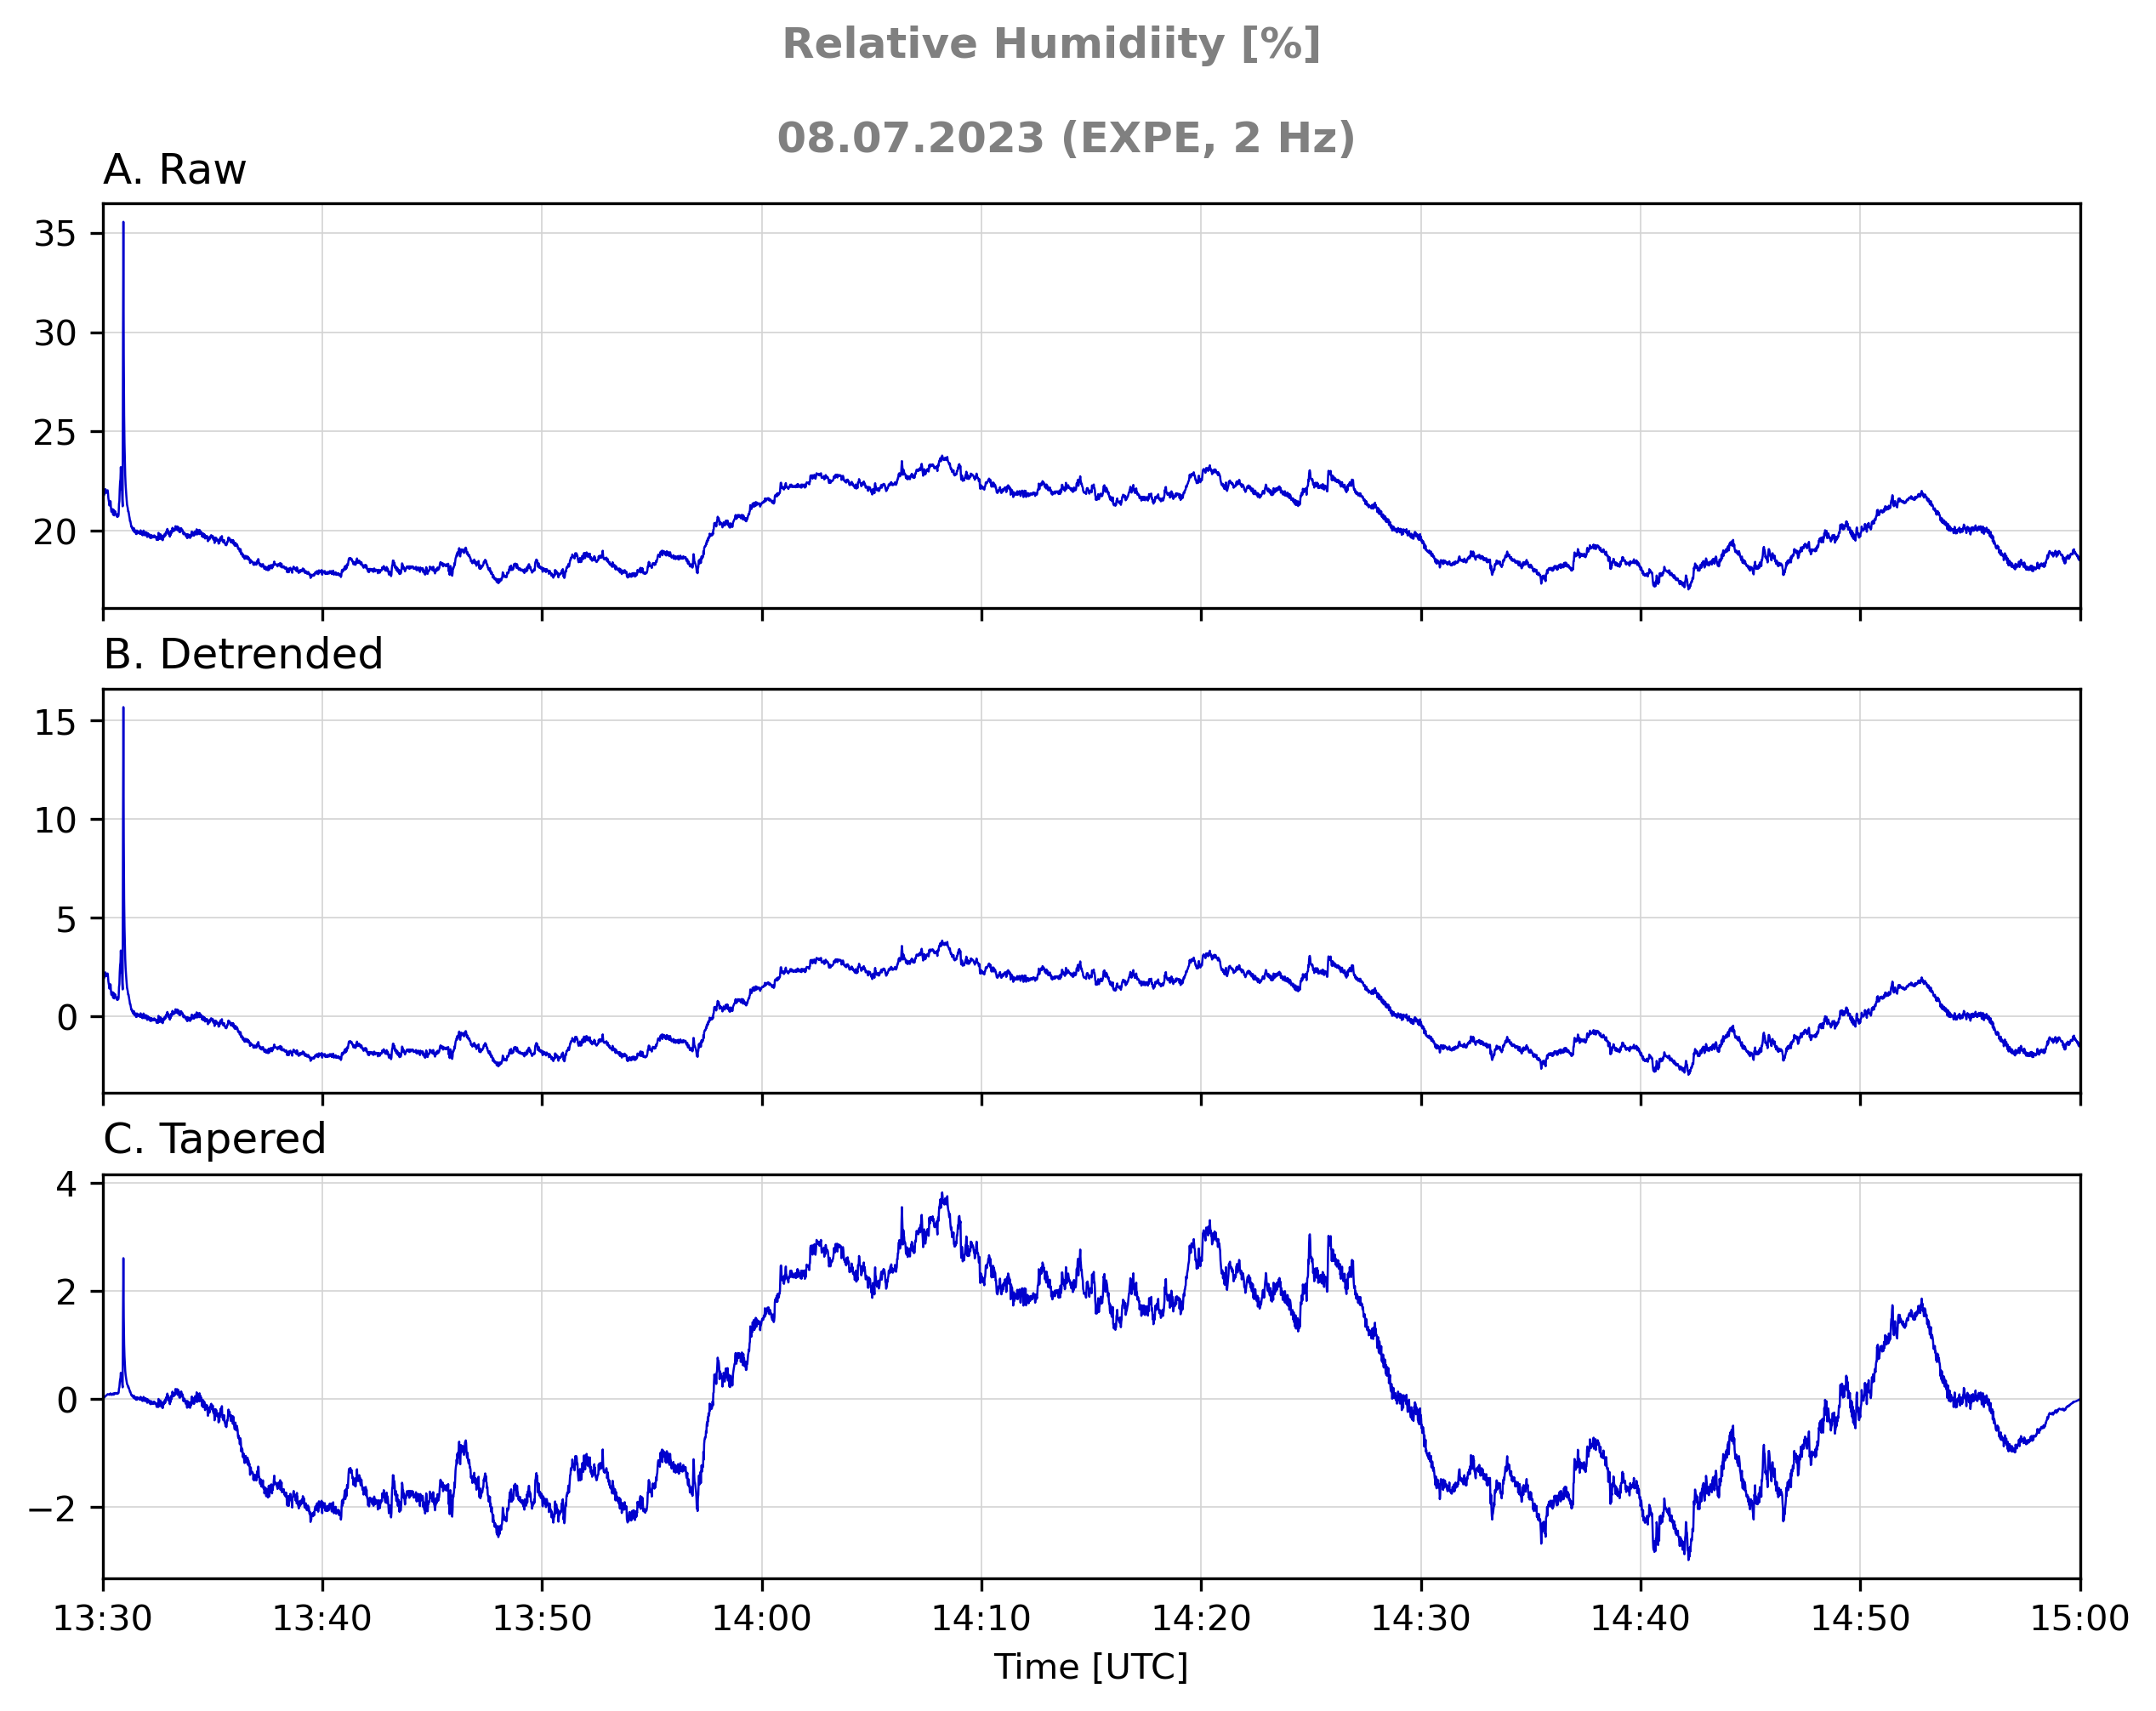 Relative Humidiity [%]
08.07.2023 (EXPE, 2 Hz)
A. Raw
35
30
25
20
B. Detrended
15
10
5
0
C. Tapered
4
2
0
−2
13:30 13:40 13:50 14:00 14:10 14:20 14:30 14:40 14:50 15:00
Time [UTC]